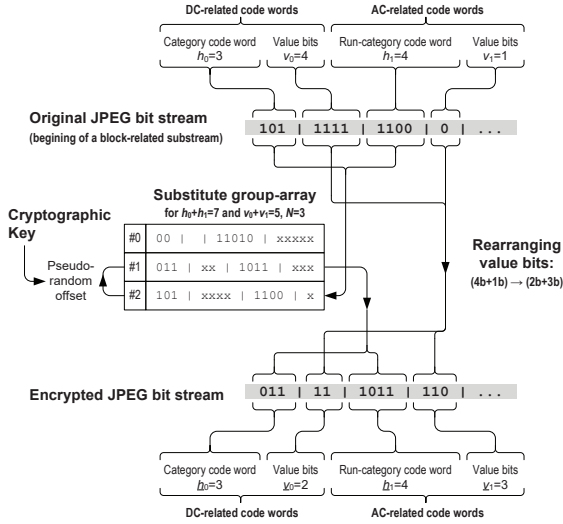 DC-related code words AC-related code words
Category code word Value bits Run-category code word Value bits
h0=3 v0=4 h1=4 v1=1
Original JPEG bit stream
(begining of a block-related substream)
101 | 1111 | 1100 | 0 | ...
Substitute group-array
for h0+h1=7 and v0+v1=5, N=3
Cryptographic
Key
Pseudo-
random
offset
#0 00 | | 11010 | xxxxx
#1 011 | xx | 1011 | xxx
#2 101 | xxxx | 1100 | x
Rearranging
value bits:
(4b+1b) → (2b+3b)
Encrypted JPEG bit stream
011 | 11 | 1011 | 110 | ...
Category code word Value bits Run-category code word Value bits
h0=3 v0=2 h1=4 v1=3
DC-related code words AC-related code words